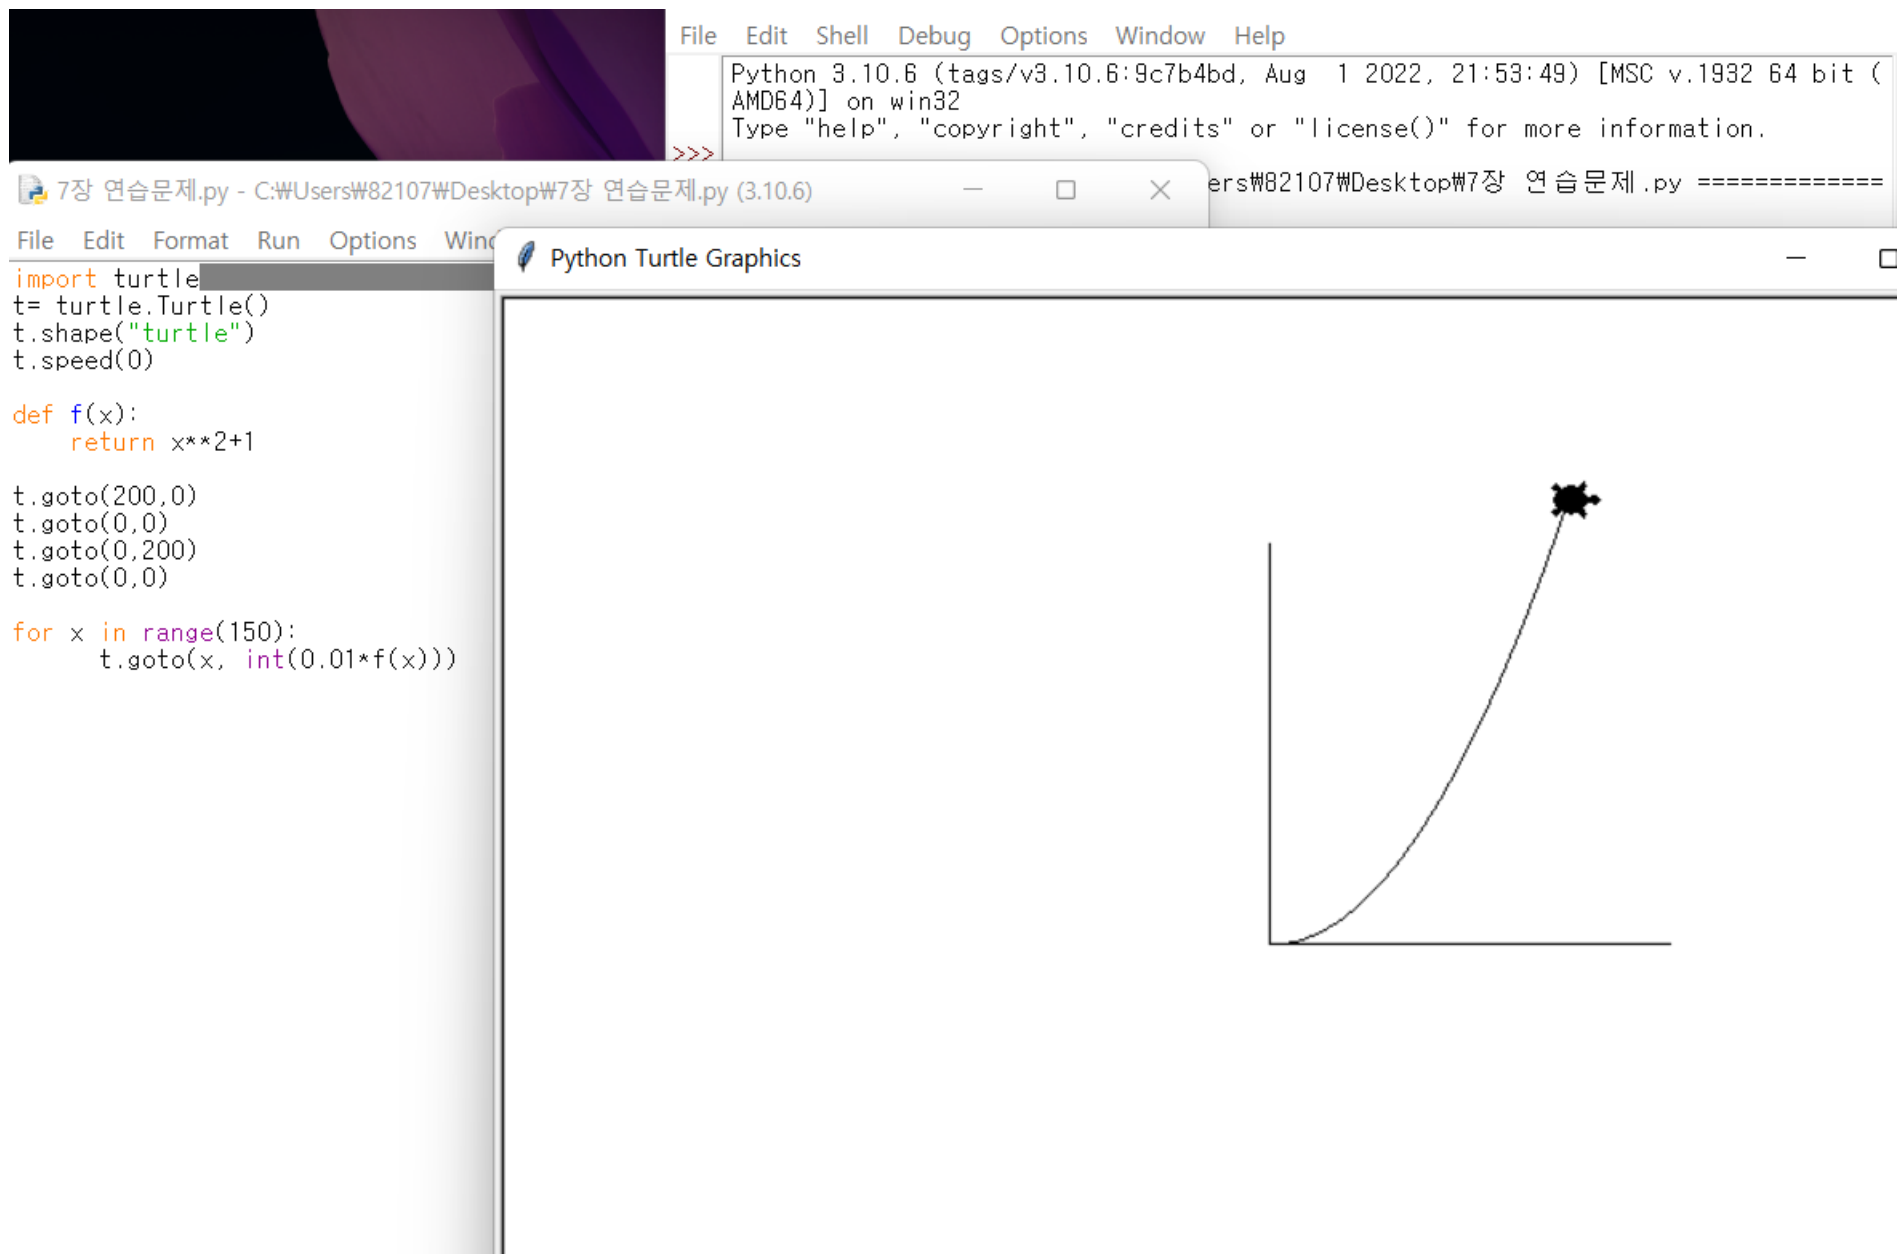 File Edit Shell Debug Options Window Help
Python 3.10.6 (tags/v3.10.6:9c7b4bd, Aug  1 2022, 21:53:49) [MSC v.1932 64 bit (
AMD64)] on win32
Type "help", "copyright", "credits" or "license()" for more information.
>>>
ers₩82107₩Desktop₩7장 연습문제.py =============
7장 연습문제.py - C:₩Users₩82107₩Desktop₩7장 연습문제.py (3.10.6)
File Edit Format Run Options Wind
Python Turtle Graphics
import turtle
t= turtle.Turtle()
t.shape("turtle")
t.speed(0)
def f(x):
    return x**2+1
t.goto(200,0)
t.goto(0,0)
t.goto(0,200)
t.goto(0,0)
for x in range(150):
      t.goto(x, int(0.01*f(x)))